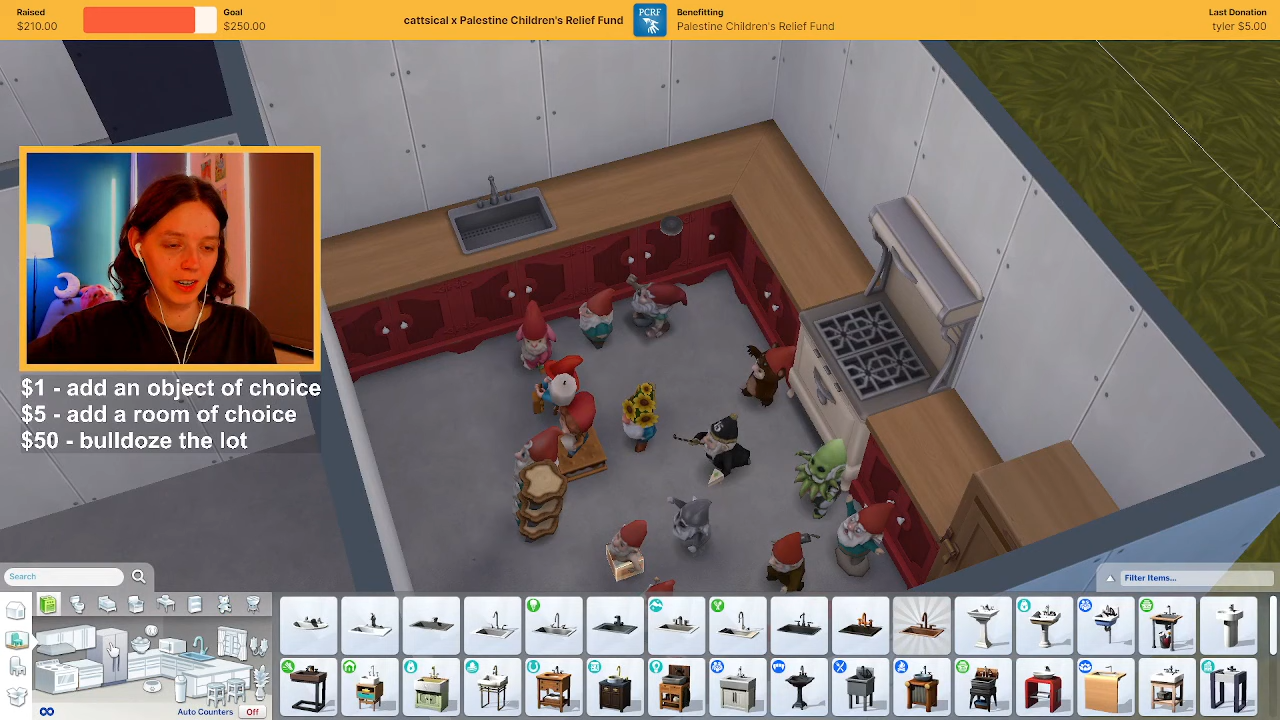 Raised
$210.00
Goal
$250.00
cattsical x Palestine Children's Relief Fund
PCRF
Benefitting
Palestine Children's Relief Fund
Last Donation
tyler $5.00
$1 - add an object of choice
$5 - add a room of choice
$50 - bulldoze the lot
Search
Filter Items...
Auto Counters
Off